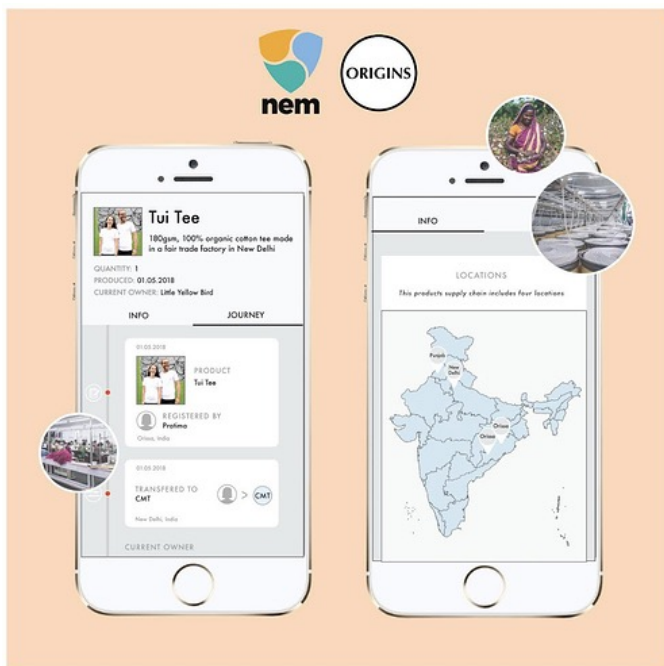 nem
ORIGINS
Tui Tee
180gsm, 100% organic cotton tee made
in a fair trade factory in New Delhi
QUANTITY: 1
PRODUCED: 01.05.2018
CURRENT OWNER: Little Yellow Bird
INFO
JOURNEY
01.05.2018
PRODUCT
Tui Tee
REGISTERED BY
Pratima
Orissa, India
01.05.2018
TRANSFERED TO
CMT
> CMT
New Delhi, India
CURRENT OWNER
INFO
LOCATIONS
This products supply chain includes four locations
Punjab
New
Delhi
Orissa
Orissa